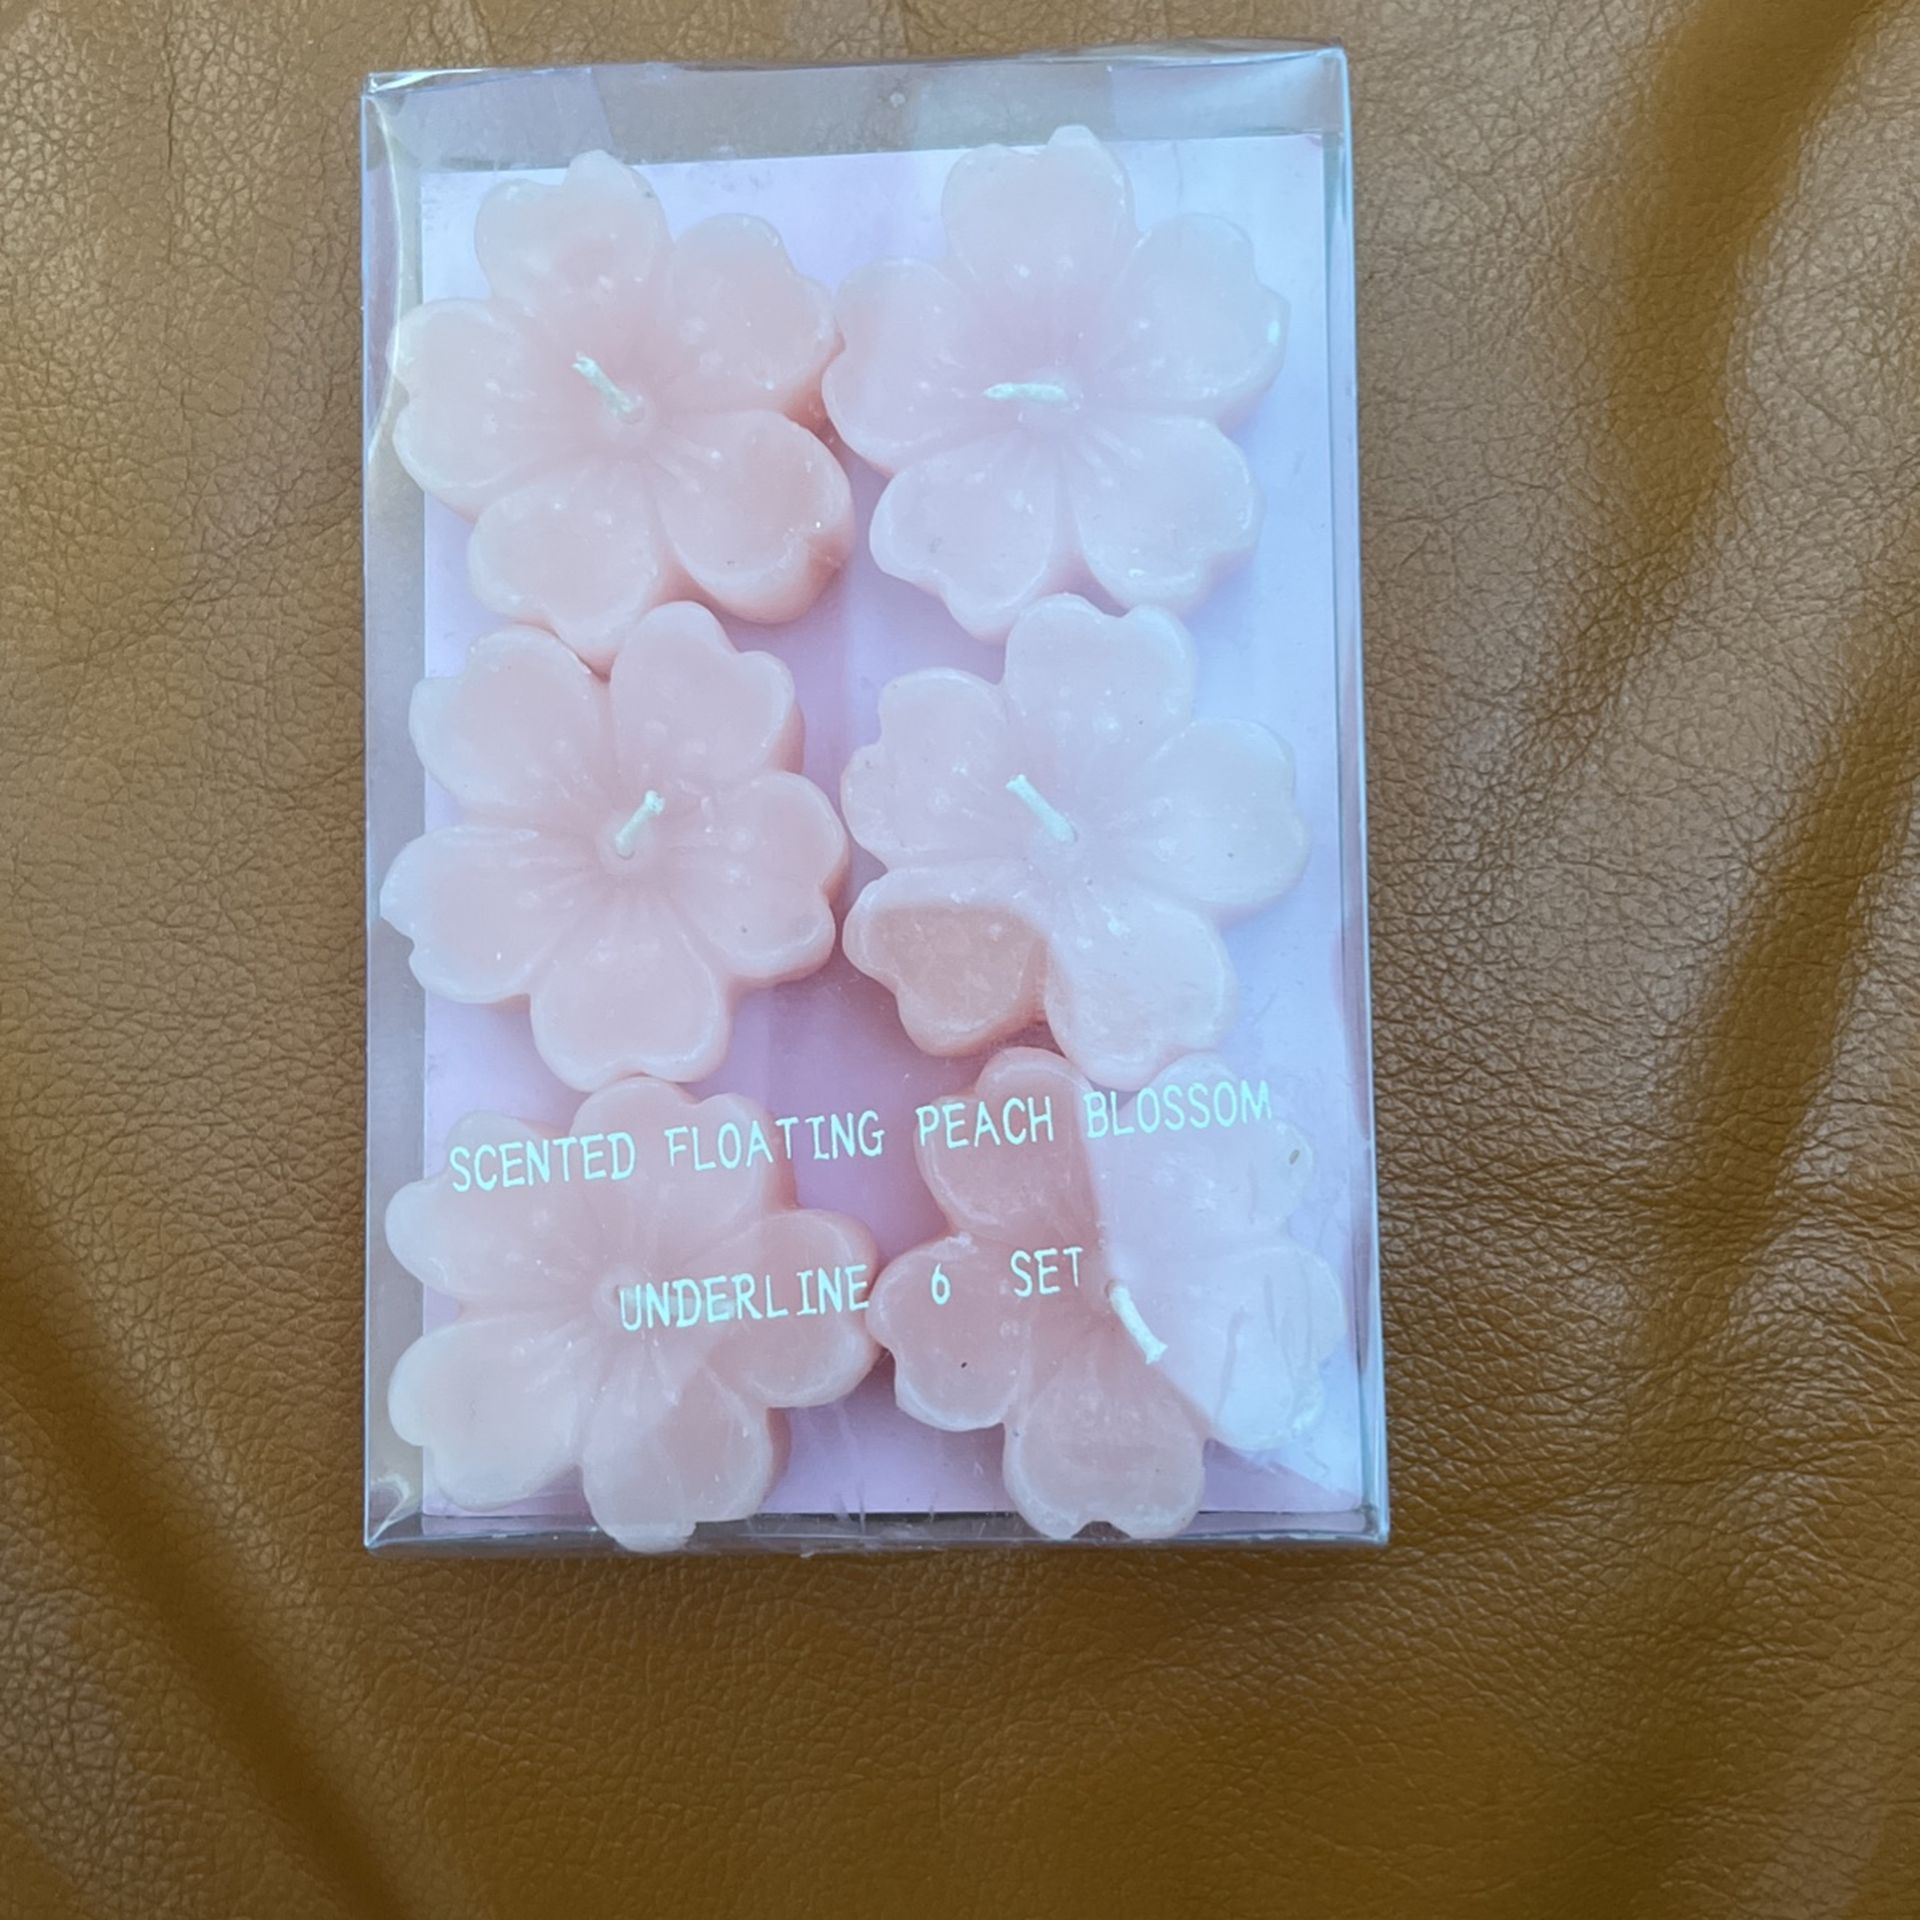 SCENTED FLOATING PEACH BLOSSOM
UNDERLINE 6 SET